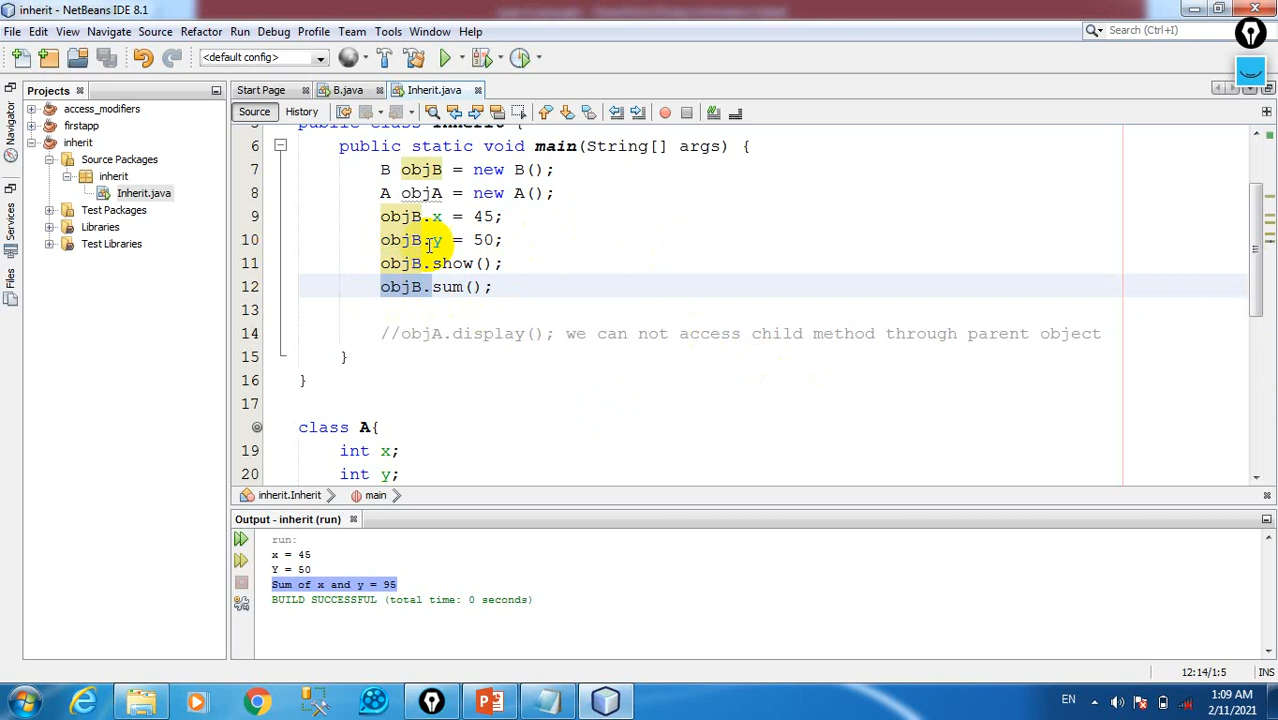 inherit - NetBeans IDE 8.1
File Edit View Navigate Source Refactor Run Debug Profile Team Tools Window Help
Search (Ctrl+I)
<default config>
Projects
Start Page B.java Inherit.java
Source History
Navigator
Services
Files
access_modifiers
firstapp
inherit
Source Packages
inherit
Inherit.java
Test Packages
Libraries
Test Libraries
public class Inherit {
6 public static void main(String[] args) {
7 B objB = new B();
8 A objA = new A();
9 objB.x = 45;
10 objB.y = 50;
11 objB.show();
12 objB.sum();
13
14 //objA.display(); we can not access child method through parent object
15 }
16 }
17
class A{
19 int x;
20 int y;
inherit.Inherit main
Output - inherit (run)
run:
x = 45
Y = 50
Sum of x and y = 95
BUILD SUCCESSFUL (total time: 0 seconds)
12:14/1:5 INS
EN
1:09 AM
2/11/2021